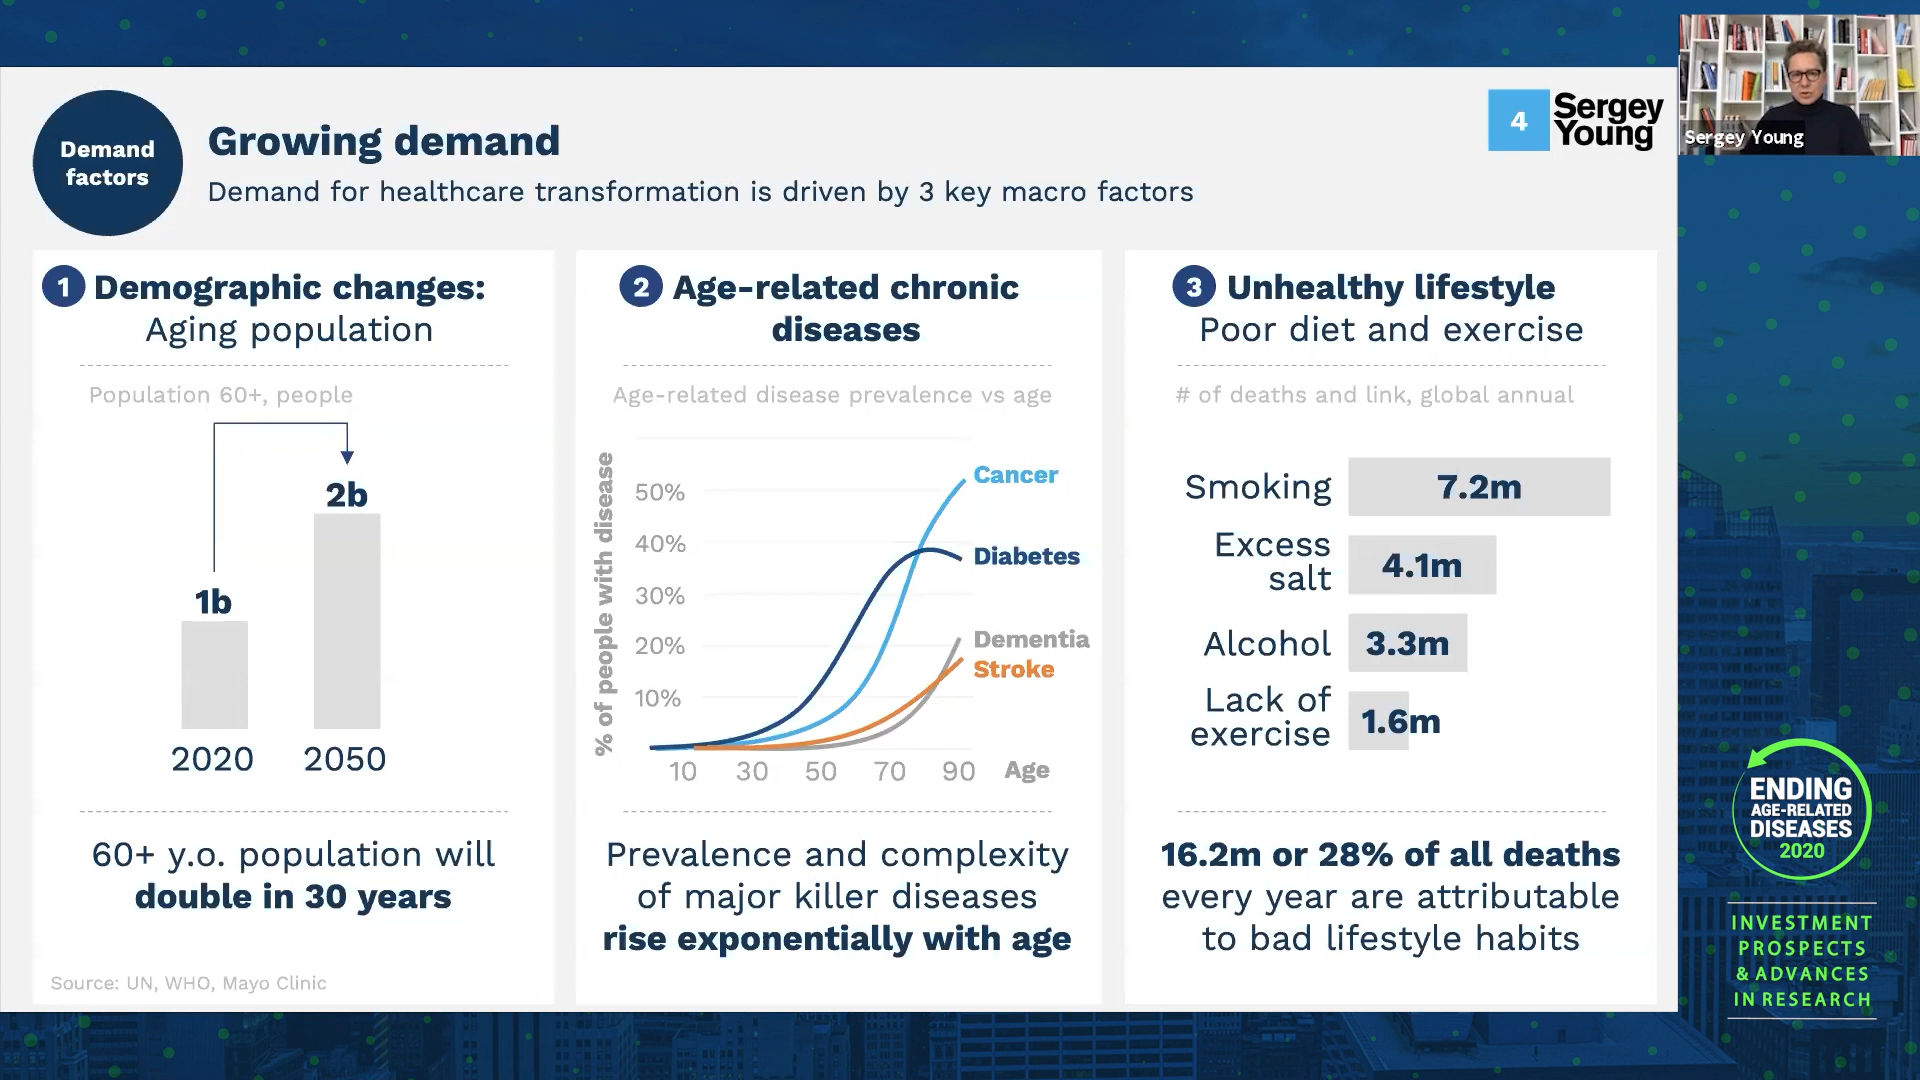 Demand
factors
Growing demand
Demand for healthcare transformation is driven by 3 key macro factors
4
Sergey
Young
Sergey Young
1 Demographic changes:
Aging population
Population 60+, people
2b
1b
2020 2050
60+ y.o. population will
double in 30 years
Source: UN, WHO, Mayo Clinic
2 Age-related chronic
diseases
Age-related disease prevalence vs age
% of people with disease
50%
40%
30%
20%
10%
Cancer
Diabetes
Dementia
Stroke
10 30 50 70 90 Age
Prevalence and complexity
of major killer diseases
rise exponentially with age
3 Unhealthy lifestyle
Poor diet and exercise
# of deaths and link, global annual
Smoking 7.2m
Excess
salt 4.1m
Alcohol 3.3m
Lack of
exercise 1.6m
16.2m or 28% of all deaths
every year are attributable
to bad lifestyle habits
ENDING
AGE-RELATED
DISEASES
2020
INVESTMENT
PROSPECTS
& ADVANCES
IN RESEARCH